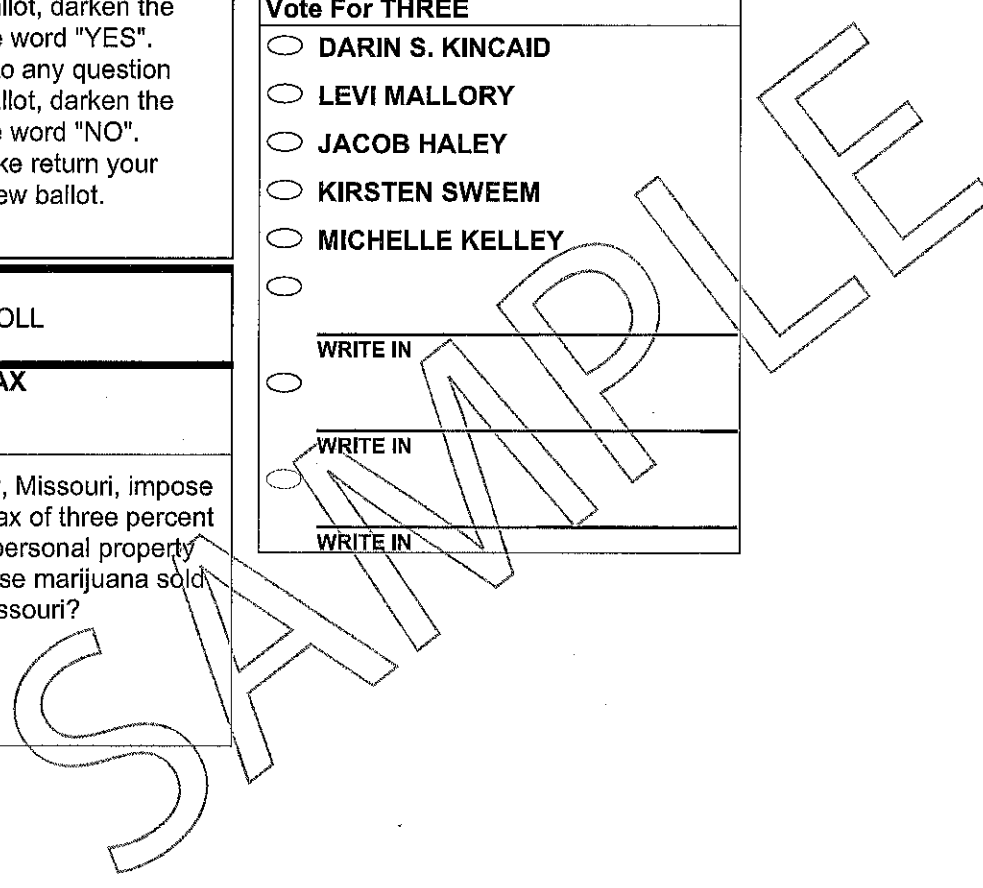 allot, darken the
e word "YES".
o any question
allot, darken the
e word "NO".
ke return your
ew ballot.
OLL
AX
, Missouri, impose
ax of three percent
personal property
se marijuana sold
ssouri?
Vote For THREE
DARIN S. KINCAID
LEVI MALLORY
JACOB HALEY
KIRSTEN SWEEM
MICHELLE KELLEY
WRITE IN
WRITE IN
WRITE IN
SAMPLE